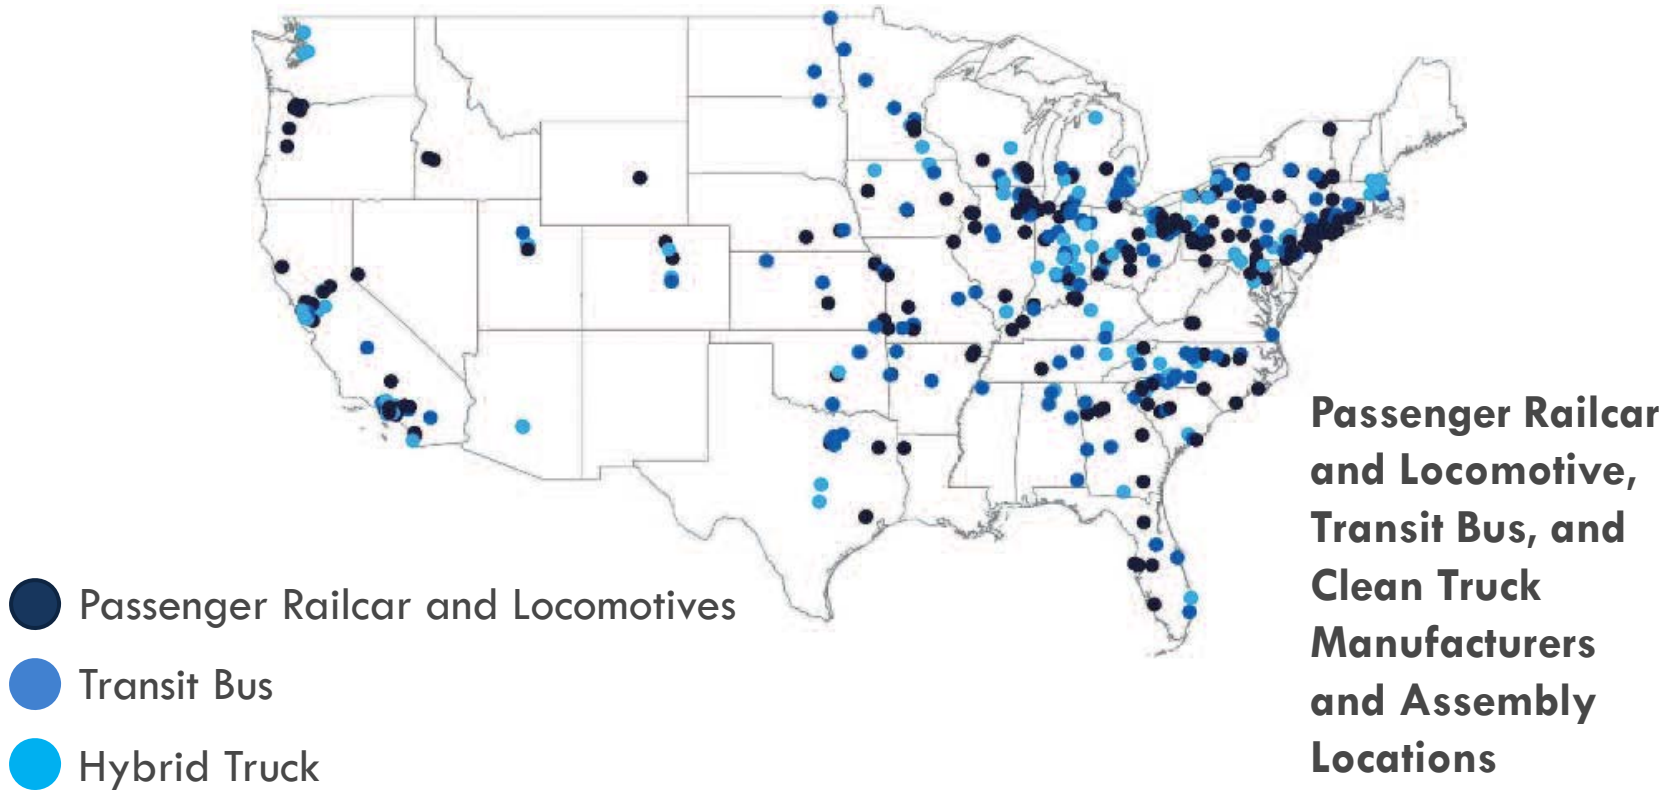 Passenger Railcar
and Locomotive,
Transit Bus, and
Clean Truck
Manufacturers
and Assembly
Locations
Passenger Railcar and Locomotives
Transit Bus
Hybrid Truck